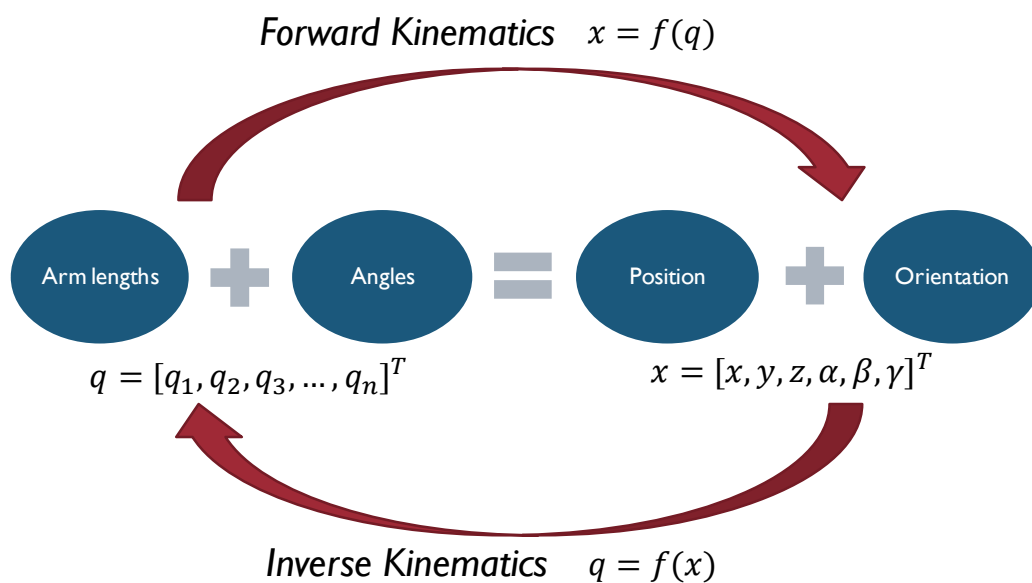 Forward Kinematics x = f(q)
Arm lengths
Angles
Position
Orientation
q = [q₁, q₂, q₃, …, qₙ]ᵀ
x = [x, y, z, α, β, γ]ᵀ
Inverse Kinematics q = f(x)